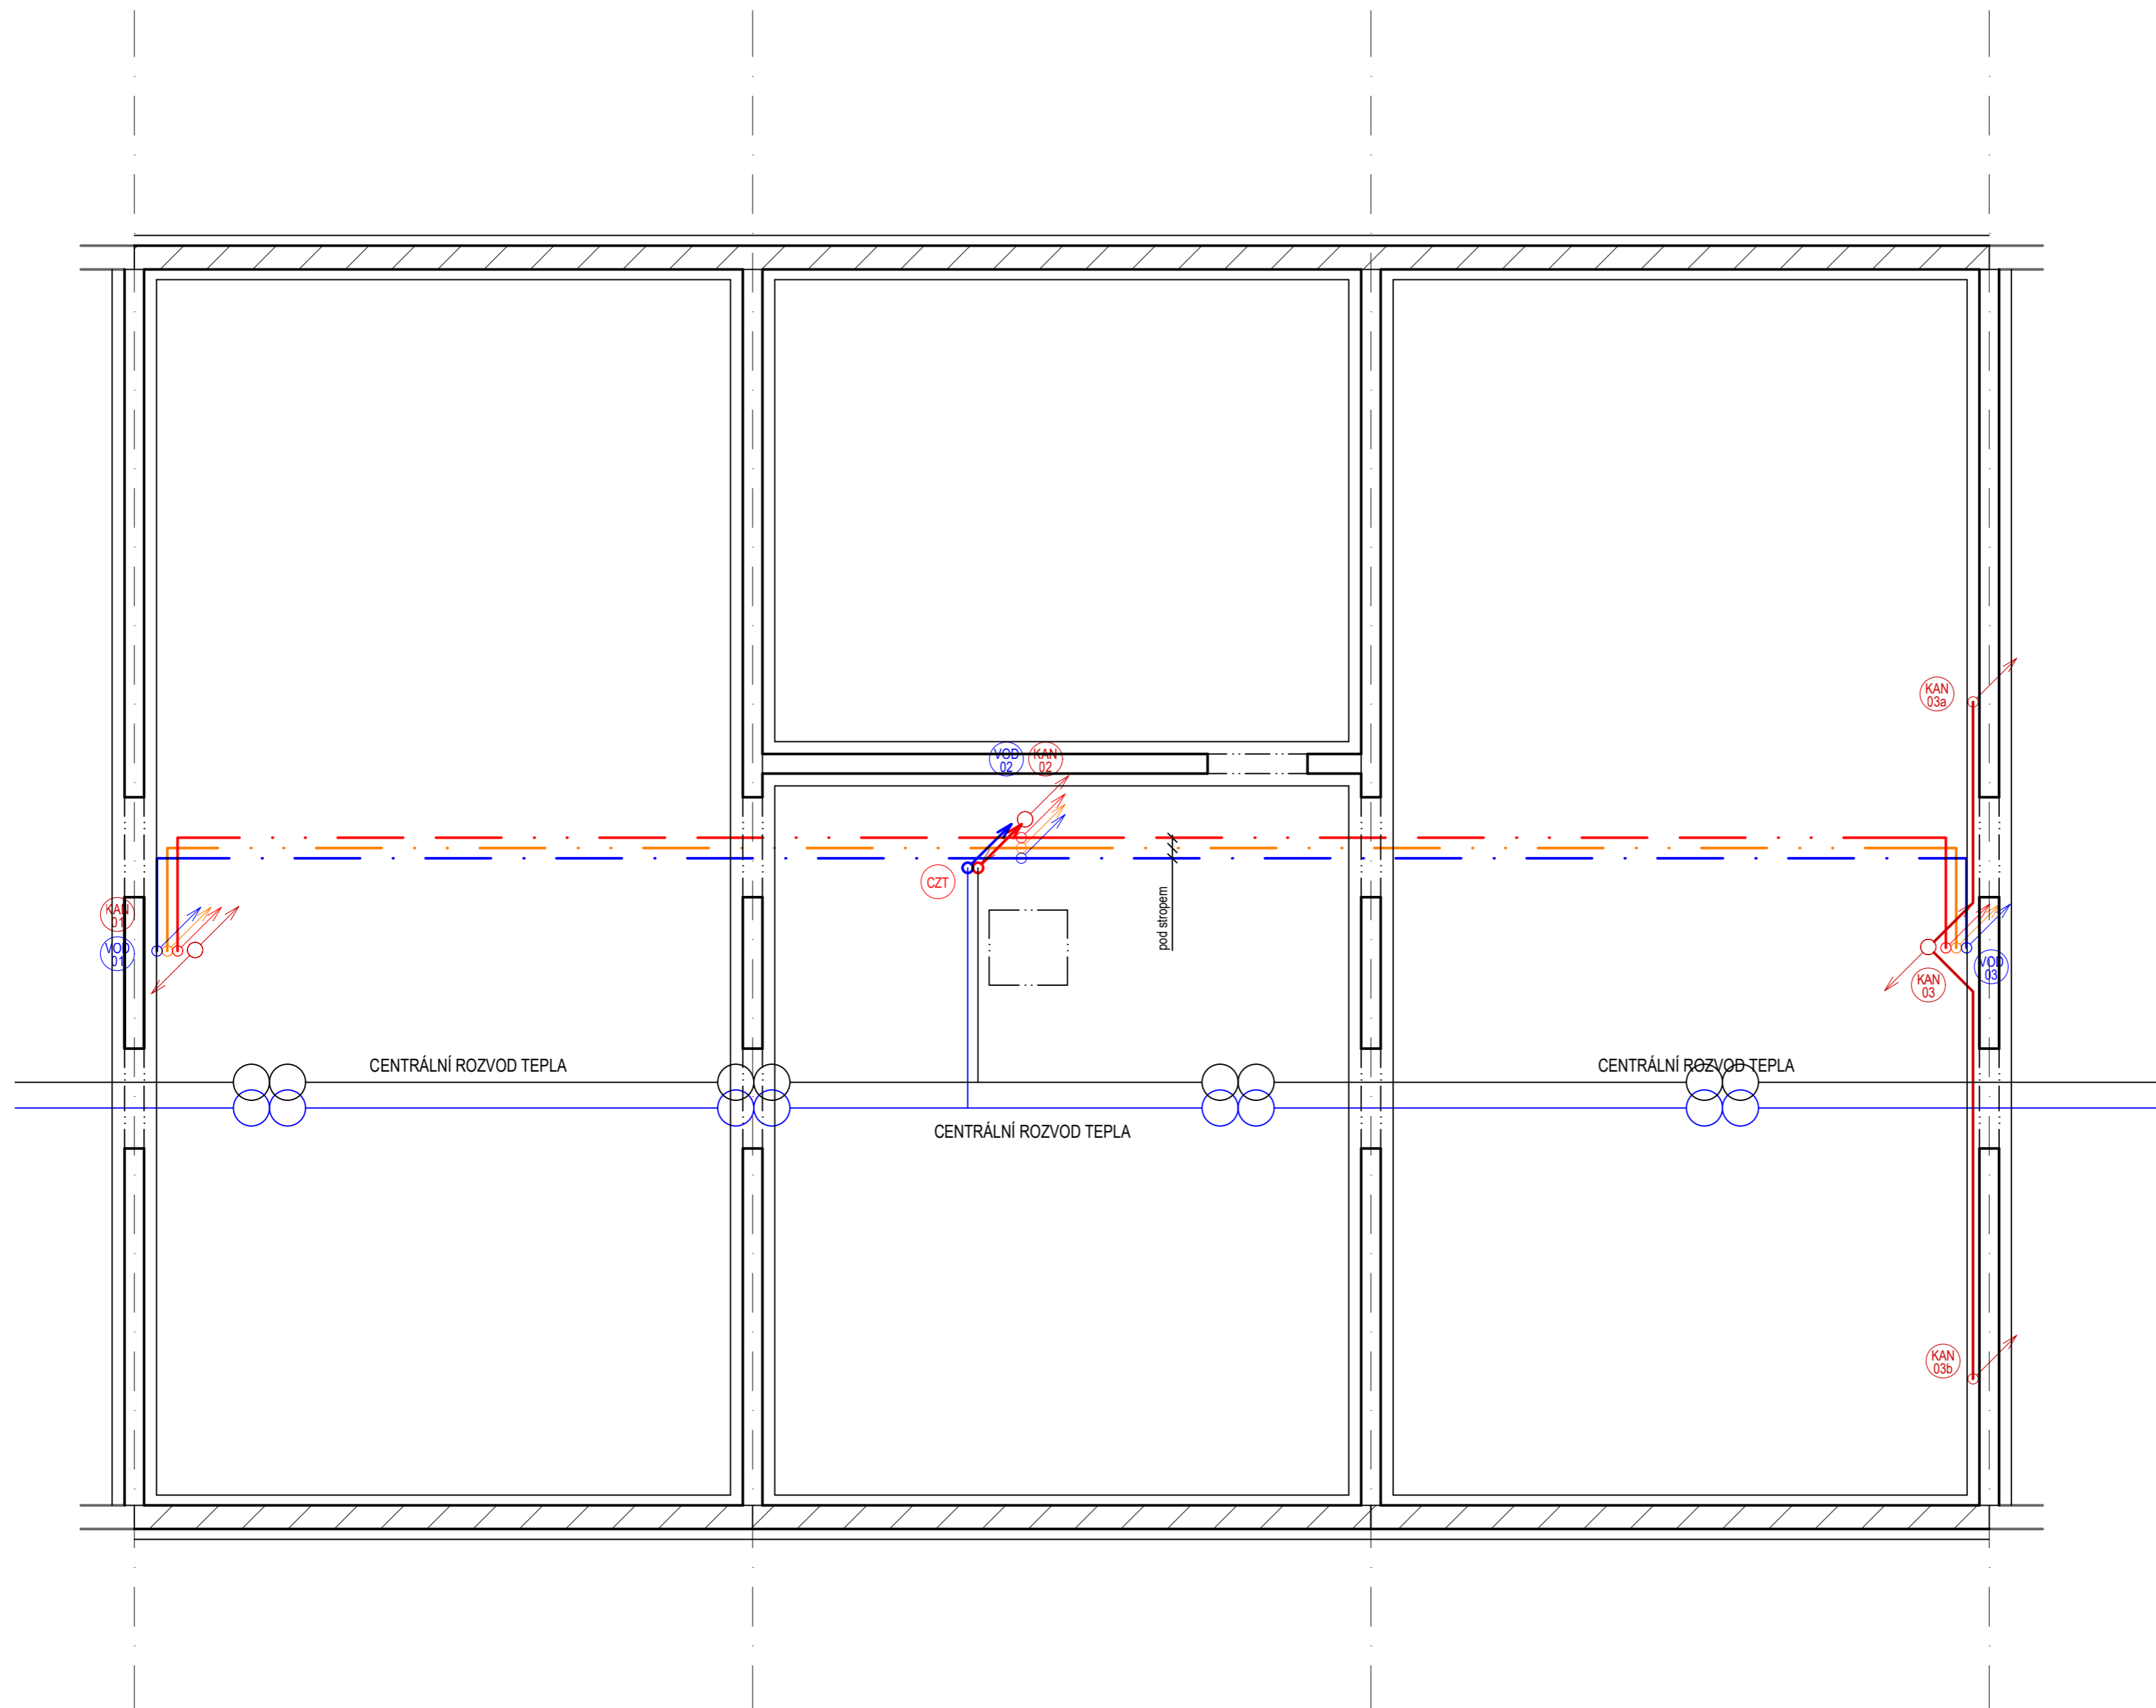 KAN
03a
VOD
02
KAN
02
CZT
pod stropem
KAN
01
VOD
01
VOD
03
KAN
03
CENTRÁLNÍ ROZVOD TEPLA
CENTRÁLNÍ ROZVOD TEPLA
CENTRÁLNÍ ROZVOD TEPLA
KAN
03b